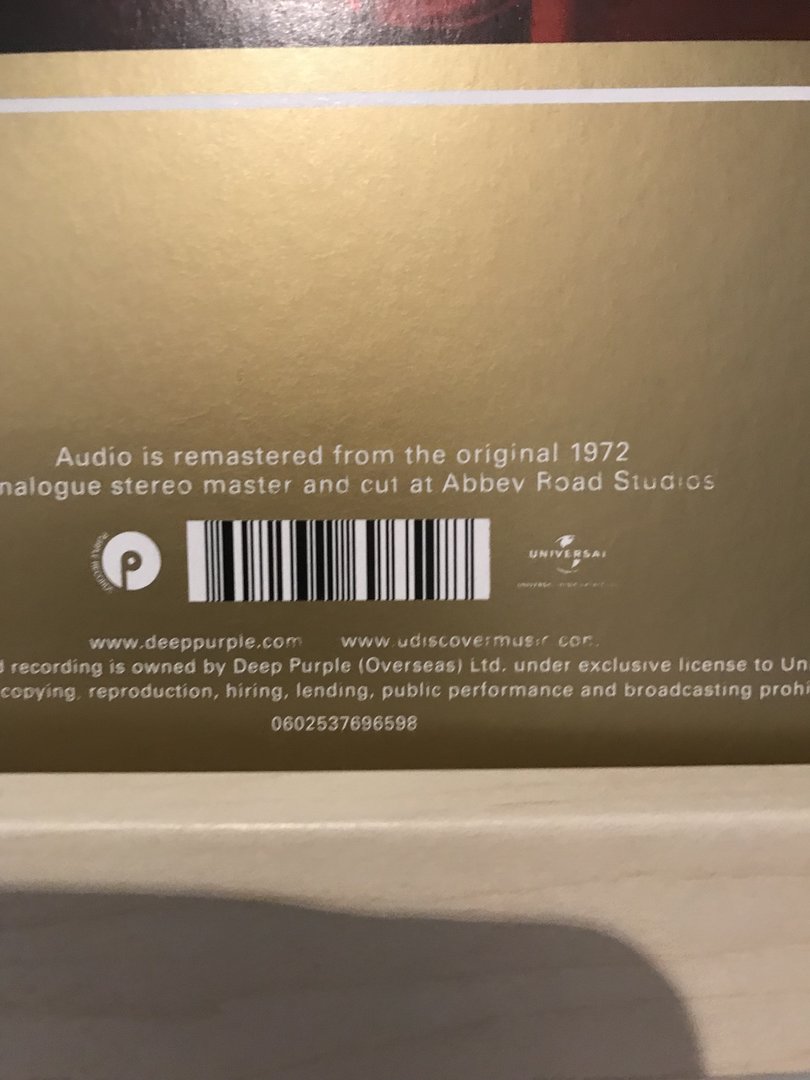 Audio is remastered from the original 1972
nalogue stereo master and cut at Abbey Road Studios
PURPLE RECORDS
UNIVERSAL
www.deeppurple.com www.udiscovermusic.com
recording is owned by Deep Purple (Overseas) Ltd. under exclusive license to Un
copying, reproduction, hiring, lending, public performance and broadcasting prohi
0602537696598